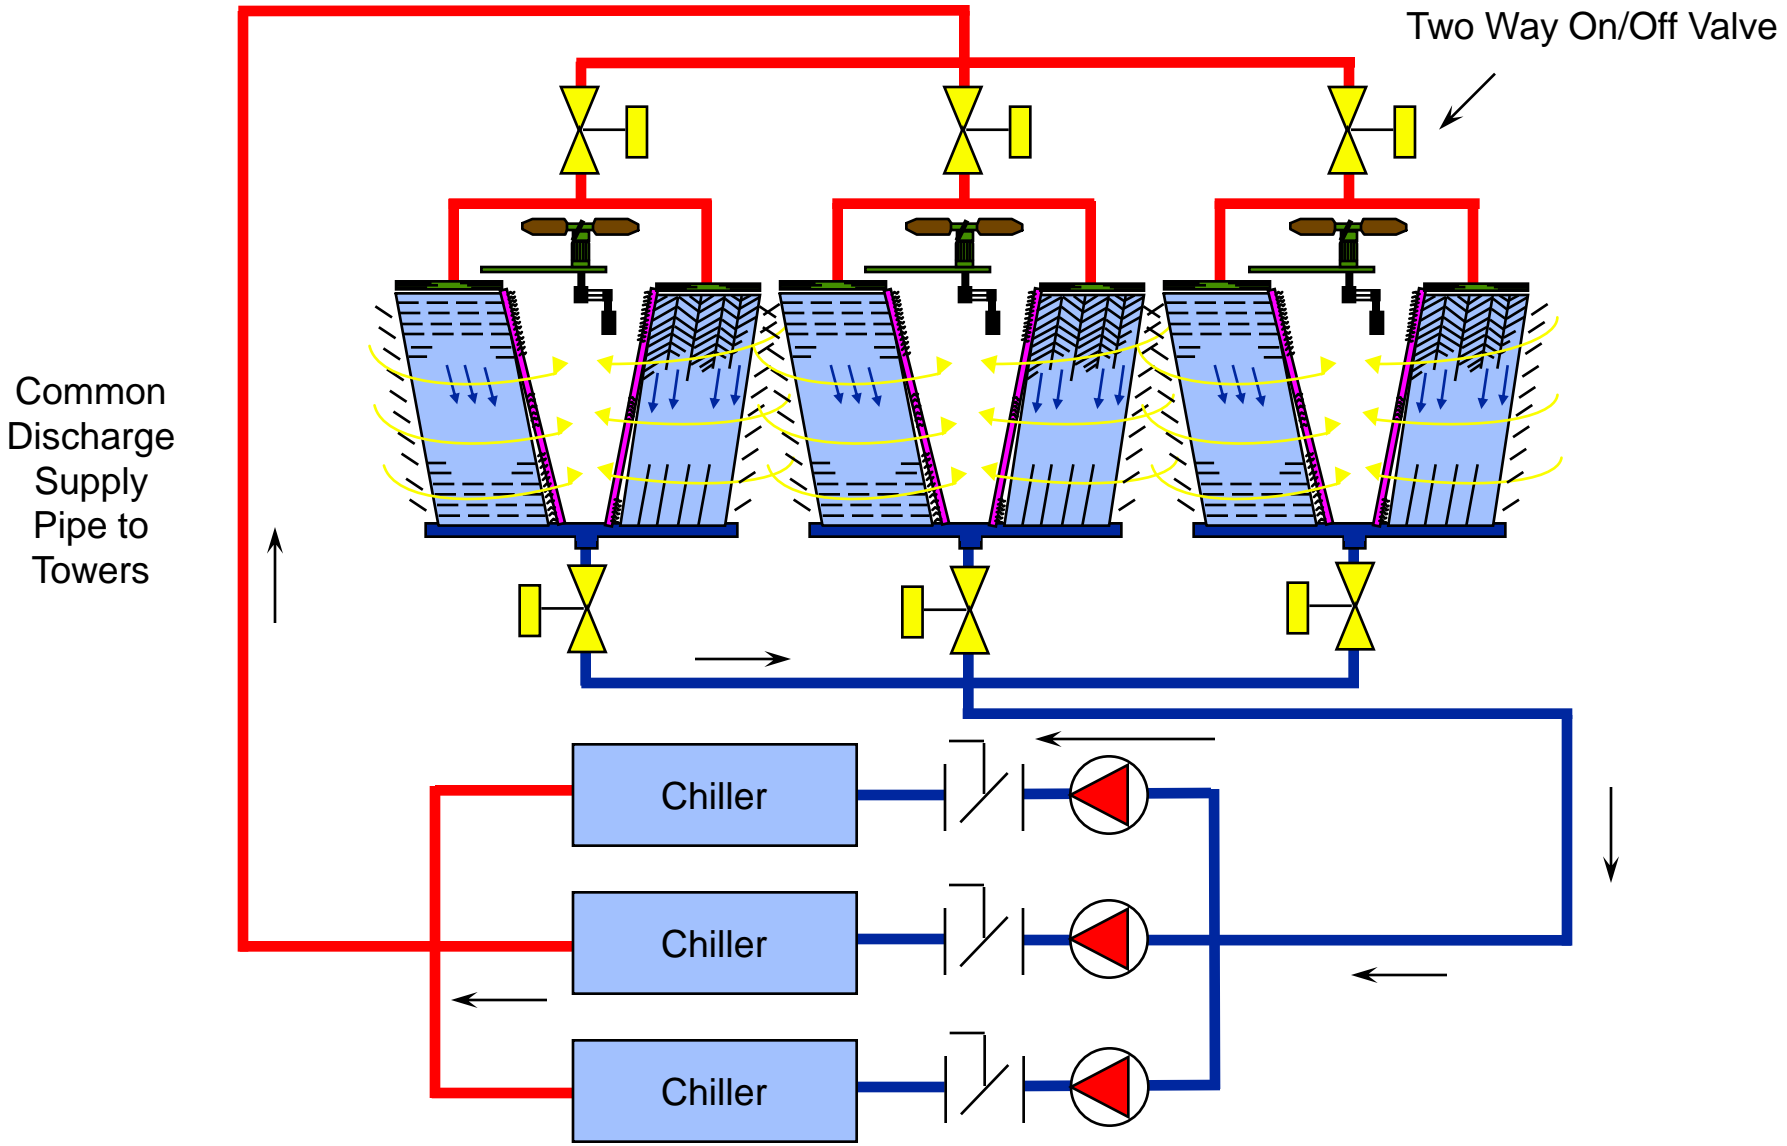 Two Way On/Off Valve
Common
Discharge
Supply
Pipe to
Towers
Chiller
Chiller
Chiller